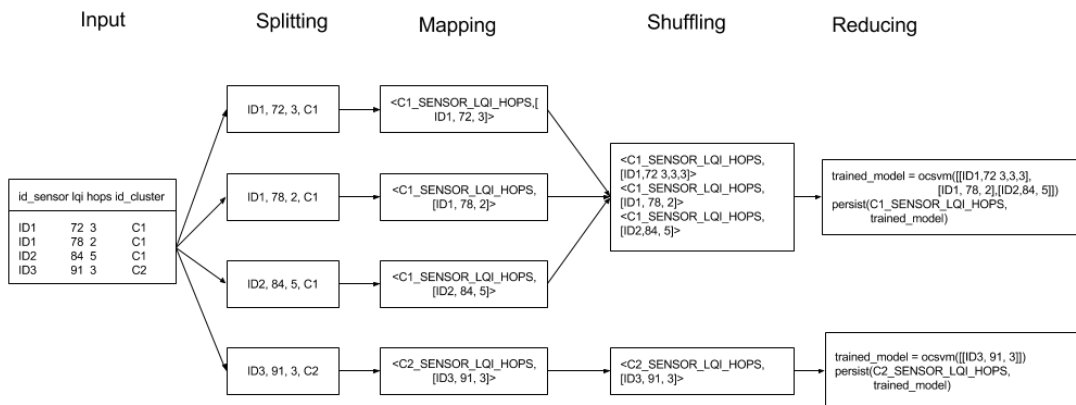 Input
Splitting
Mapping
Shuffling
Reducing
id_sensor lqi hops id_cluster
ID1 72 3 C1
ID1 78 2 C1
ID2 84 5 C1
ID3 91 3 C2
ID1, 72, 3, C1
ID1, 78, 2, C1
ID2, 84, 5, C1
ID3, 91, 3, C2
<C1_SENSOR_LQI_HOPS,[
ID1, 72, 3]>
<C1_SENSOR_LQI_HOPS,
[ID1, 78, 2]>
<C1_SENSOR_LQI_HOPS,
[ID2, 84, 5]>
<C2_SENSOR_LQI_HOPS,
[ID3, 91, 3]>
<C1_SENSOR_LQI_HOPS,
[ID1,72 3,3,3]>
<C1_SENSOR_LQI_HOPS,
[ID1, 78, 2]>
<C1_SENSOR_LQI_HOPS,
[ID2,84, 5]>
<C2_SENSOR_LQI_HOPS,
[ID3, 91, 3]>
trained_model = ocsvm([[ID1,72 3,3,3],
[ID1, 78, 2],[ID2,84, 5]])
persist(C1_SENSOR_LQI_HOPS,
trained_model)
trained_model = ocsvm([[ID3, 91, 3]])
persist(C2_SENSOR_LQI_HOPS,
trained_model)